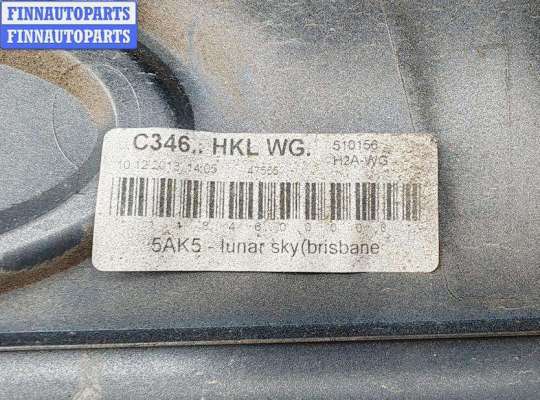 FINNAUTOPARTS
FINNAUTOPARTS
C346.: HKL WG. 510156
10.12.2013 14:05 47565 H2A-WG
5AK5 - lunar sky(brisbane